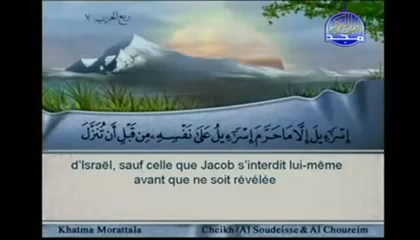 ربع الحزب ٧
المجد
إِسْرَٰٓءِيلَ إِلَّا مَا حَرَّمَ إِسْرَٰٓءِيلُ عَلَىٰ نَفْسِهِۦ مِن قَبْلِ أَن تُنَزَّلَ
d'Israël, sauf celle que Jacob s'interdit lui-même
avant que ne soit révélée
Khatma Morattala Cheikh/Al Soudeisse & Al Choureim